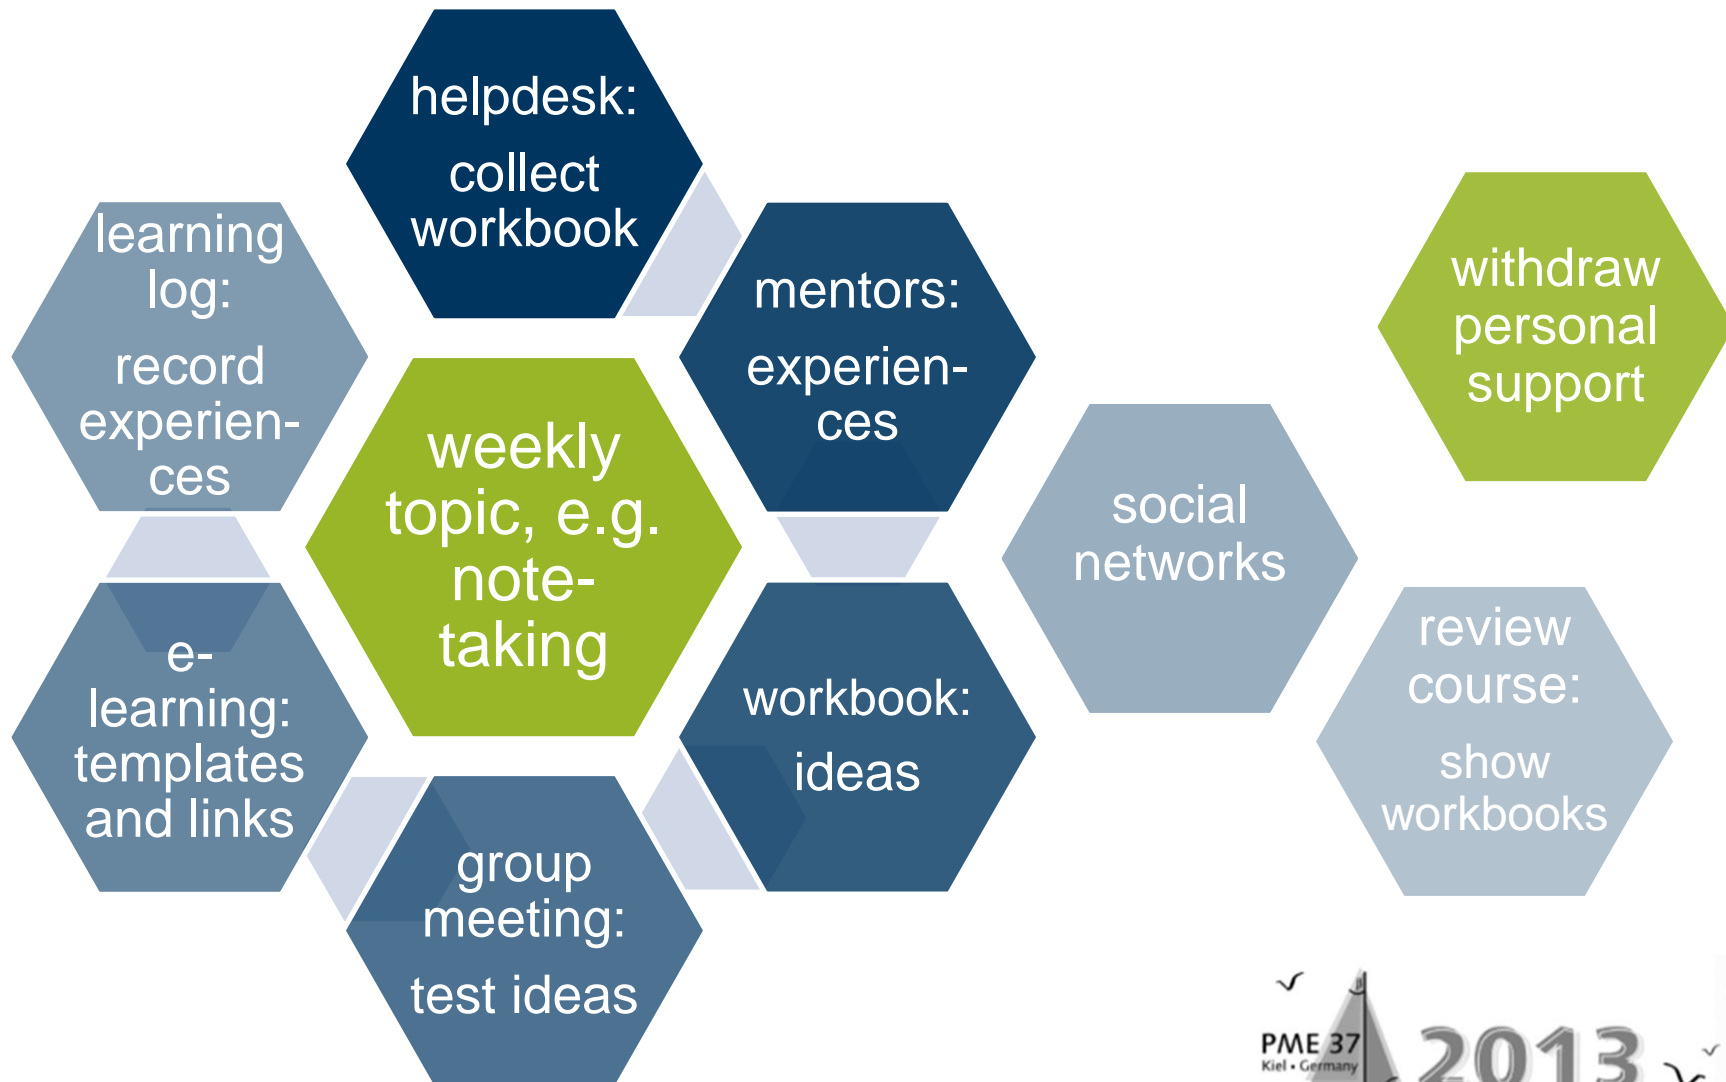 helpdesk:
collect
workbook
mentors:
experien-
ces
workbook:
ideas
group
meeting:
test ideas
e-
learning:
templates
and links
learning
log:
record
experien-
ces
weekly
topic, e.g.
note-
taking
social
networks
withdraw
personal
support
review
course:
show
workbooks
PME 37
Kiel • Germany
2013